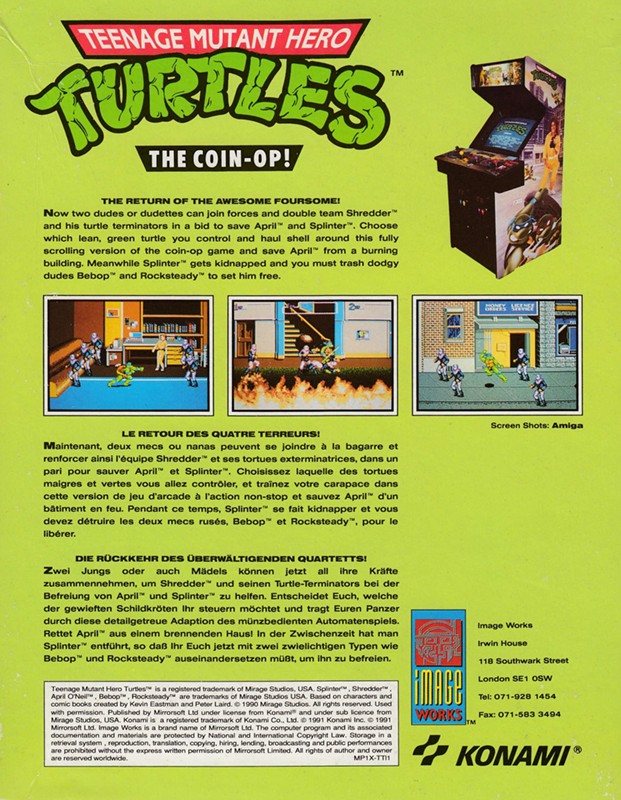 TEENAGE MUTANT HERO
TURTLES™
THE COIN-OP!
THE RETURN OF THE AWESOME FOURSOME!
Now two dudes or dudettes can join forces and double team Shredder™
and his turtle terminators in a bid to save April™ and Splinter™. Choose
which lean, green turtle you control and haul shell around this fully
scrolling version of the coin-op game and save April™ from a burning
building. Meanwhile Splinter™ gets kidnapped and you must trash dodgy
dudes Bebop™ and Rocksteady™ to set him free.
MONEY LICENSE
ORDERS SERVICE
Screen Shots: Amiga
LE RETOUR DES QUATRE TERREURS!
Maintenant, deux mecs ou nanas peuvent se joindre à la bagarre et
renforcer ainsi l'équipe Shredder™ et ses tortues exterminatrices, dans un
pari pour sauver April™ et Splinter™. Choisissez laquelle des tortues
maigres et vertes vous allez contrôler, et traînez votre carapace dans
cette version de jeu d'arcade à l'action non-stop et sauvez April™ d'un
bâtiment en feu. Pendant ce temps, Splinter™ se fait kidnapper et vous
devez détruire les deux mecs rusés, Bebop™ et Rocksteady™, pour le
libérer.
DIE RÜCKKEHR DES ÜBERWÄLTIGENDEN QUARTETTS!
Zwei Jungs oder auch Mädels können jetzt all ihre Kräfte
zusammennehmen, um Shredder™ und seinen Turtle-Terminators bei der
Befreiung von April™ und Splinter™ zu helfen. Entscheidet Euch, welche
der gewieften Schildkröten Ihr steuern möchtet und tragt Euren Panzer
durch diese detailgetreue Adaption des münzbedienten Automatenspiels.
Rettet April™ aus einem brennenden Haus! In der Zwischenzeit hat man
Splinter™ entführt, so daß Ihr Euch jetzt mit zwei zwielichtigen Typen wie
Bebop™ und Rocksteady™ auseinandersetzen müßt, um ihn zu befreien.
Teenage Mutant Hero Turtles™ is a registered trademark of Mirage Studios, USA. Splinter™, Shredder™,
April O'Neil™, Bebop™, Rocksteady™ are trademarks of Mirage Studios USA. Based on characters and
comic books created by Kevin Eastman and Peter Laird. © 1990 Mirage Studios. All rights reserved. Used
with permission. Published by Mirrorsoft Ltd under license from Konami® and under sub licence from
Mirage Studios, USA. Konami is a registered trademark of Konami Co., Ltd. © 1991 Konami Inc. © 1991
Mirrorsoft Ltd. Image Works is a brand name of Mirrorsoft Ltd. The computer program and its associated
documentation and materials are protected by National and International Copyright Law. Storage in a
retrieval system, reproduction, translation, copying, hiring, lending, broadcasting and public performances
are prohibited without the express written permission of Mirrorsoft Limited. All rights of author and owner
are reserved worldwide. MP1X-TTI1
IMAGE
WORKS™
Image Works
Irwin House
118 Southwark Street
London SE1 0SW
Tel: 071-928 1454
Fax: 071-583 3494
KONAMI®